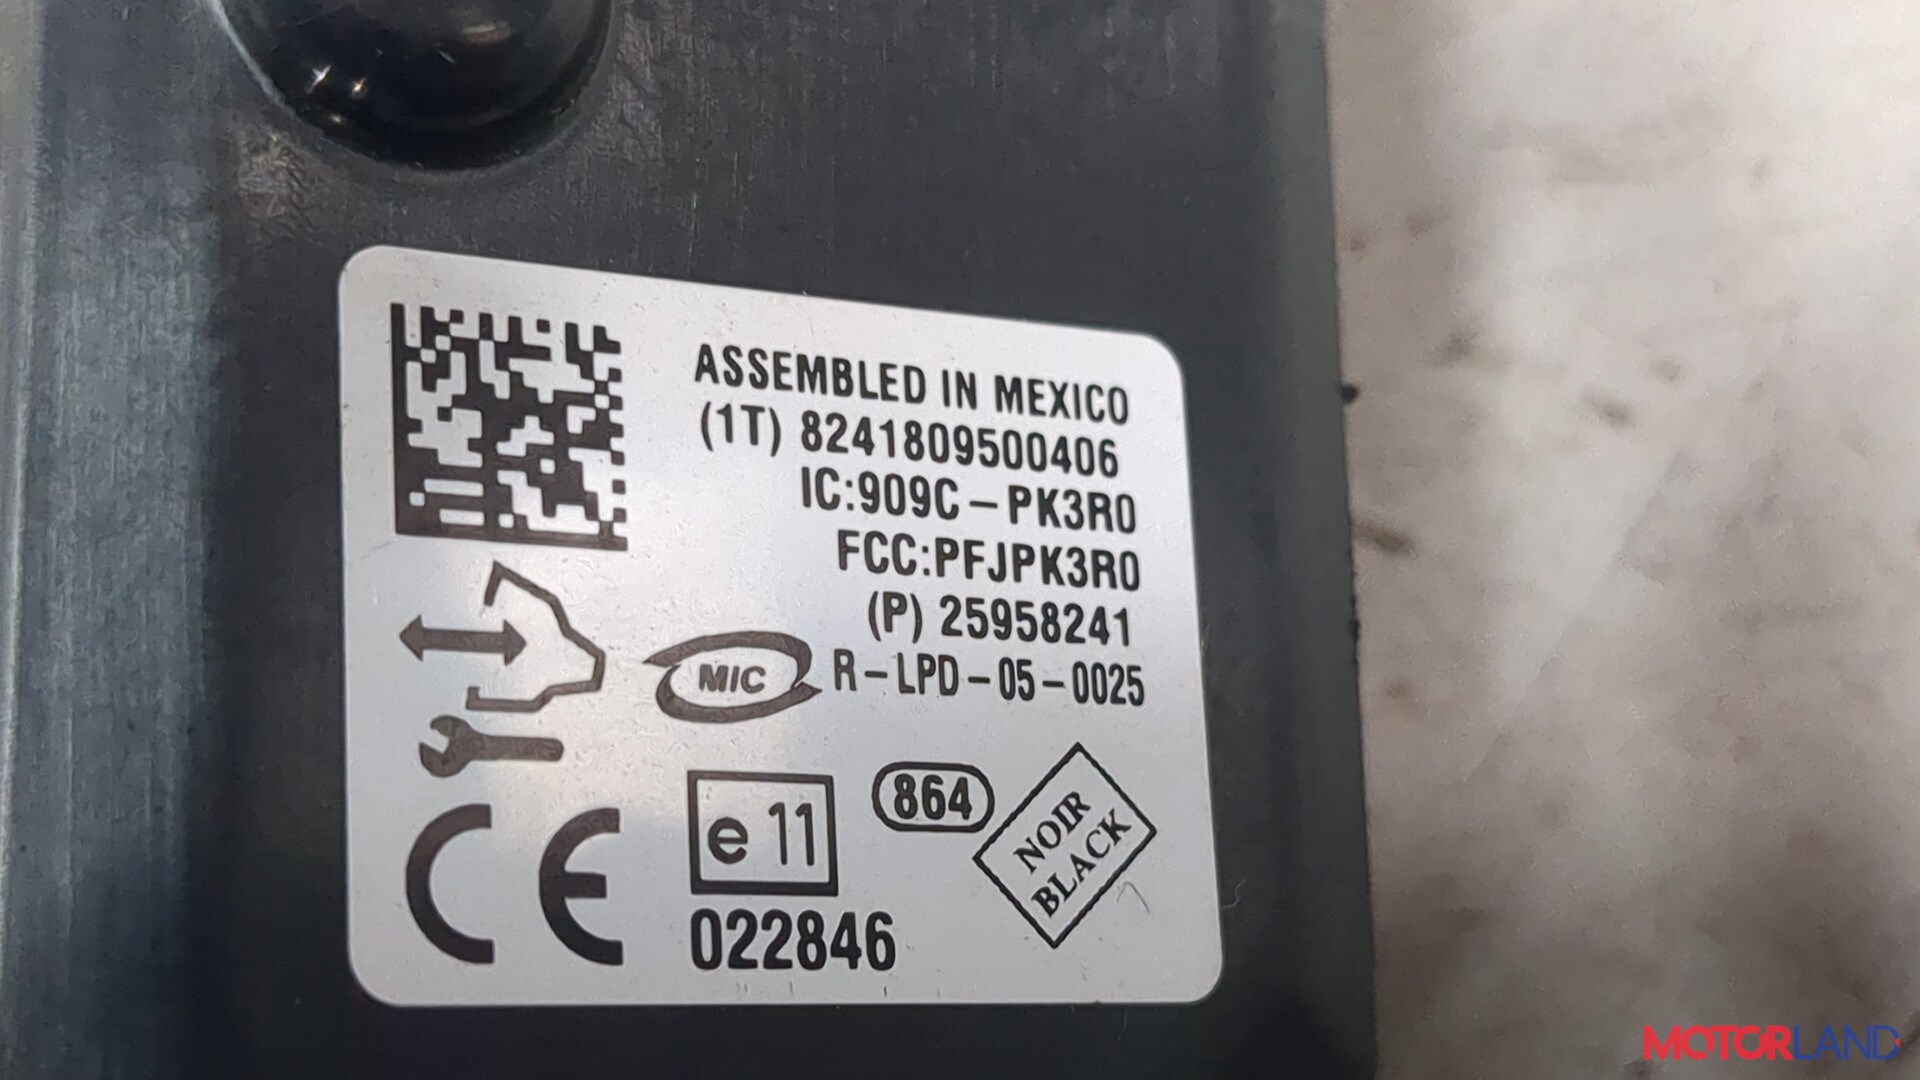 ASSEMBLED IN MEXICO
(1T) 8241809500406
IC:909C-PK3R0
FCC:PFJPK3R0
(P) 25958241
MIC R-LPD-05-0025
e 11
864
NOIR
BLACK
CE
022846
MOTORLAND